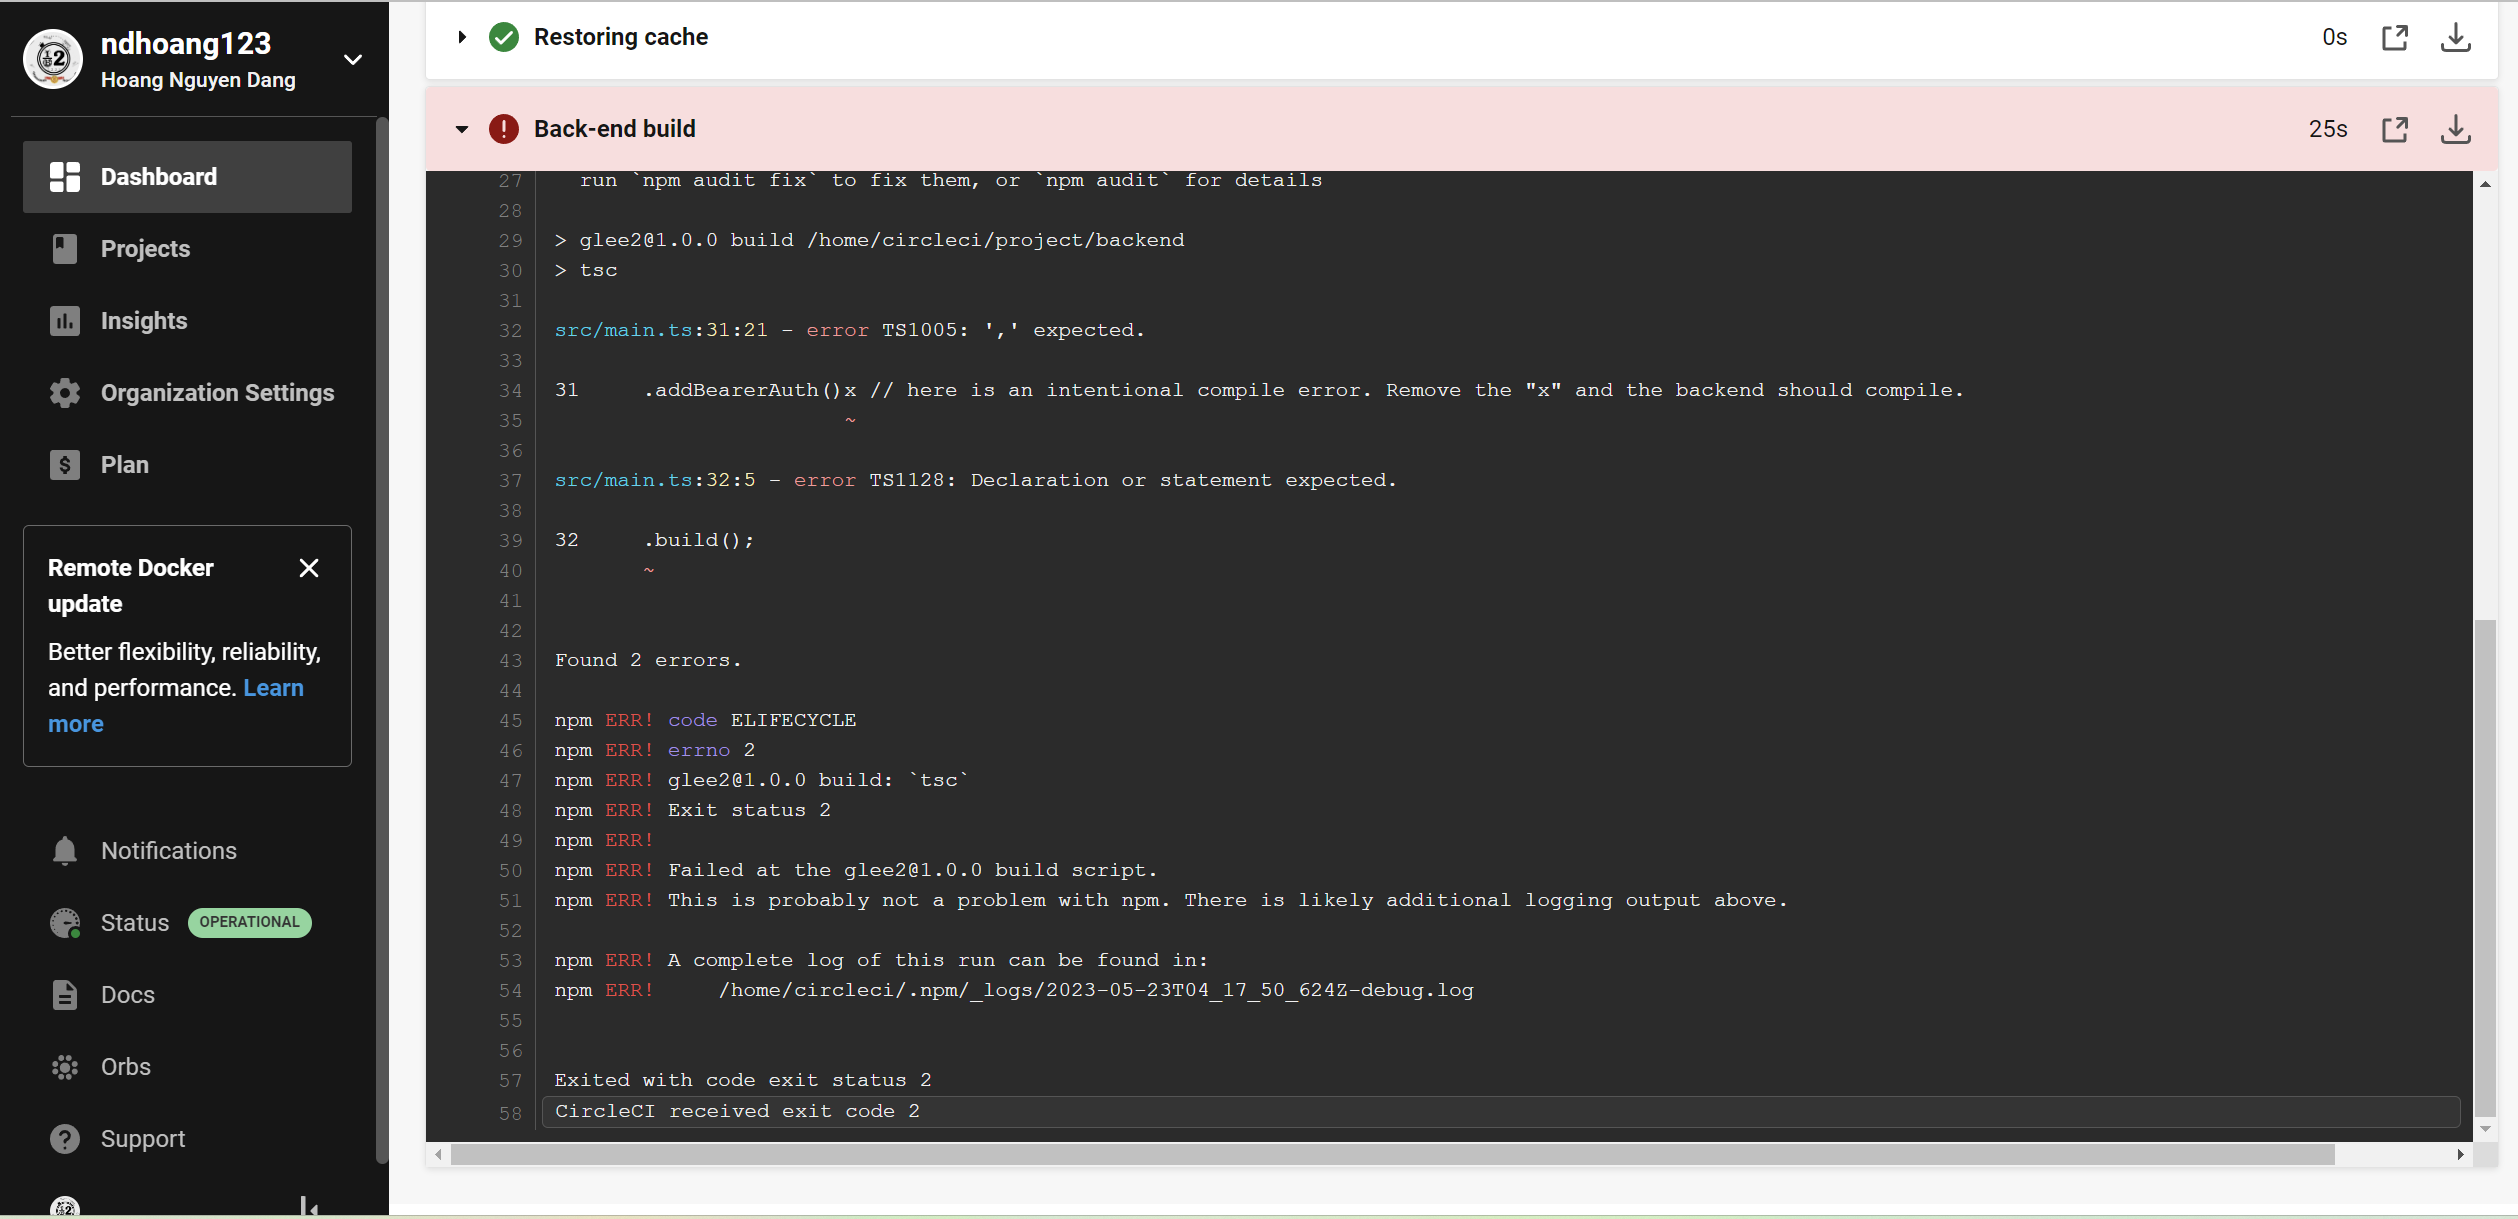 ndhoang123
Hoang Nguyen Dang
Dashboard
Projects
Insights
Organization Settings
Plan
Remote Docker
update
Better flexibility, reliability,
and performance. Learn
more
Notifications
Status OPERATIONAL
Docs
Orbs
Support
Restoring cache 0s
Back-end build 25s
27 run `npm audit fix` to fix them, or `npm audit` for details
28
29 > glee2@1.0.0 build /home/circleci/project/backend
30 > tsc
31
32 src/main.ts:31:21 - error TS1005: ',' expected.
33
34 31 .addBearerAuth()x // here is an intentional compile error. Remove the "x" and the backend should compile.
35 ~
36
37 src/main.ts:32:5 - error TS1128: Declaration or statement expected.
38
39 32 .build();
40 ~
41
42
43 Found 2 errors.
44
45 npm ERR! code ELIFECYCLE
46 npm ERR! errno 2
47 npm ERR! glee2@1.0.0 build: `tsc`
48 npm ERR! Exit status 2
49 npm ERR!
50 npm ERR! Failed at the glee2@1.0.0 build script.
51 npm ERR! This is probably not a problem with npm. There is likely additional logging output above.
52
53 npm ERR! A complete log of this run can be found in:
54 npm ERR! /home/circleci/.npm/_logs/2023-05-23T04_17_50_624Z-debug.log
55
56
57 Exited with code exit status 2
58 CircleCI received exit code 2